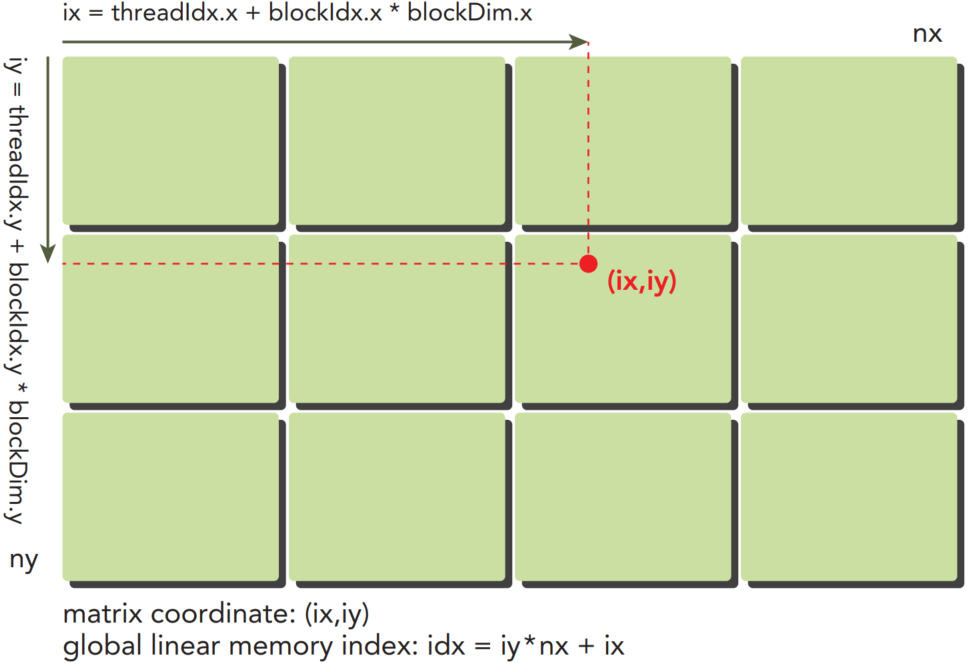 ix = threadIdx.x + blockIdx.x * blockDim.x
nx
iy = threadIdx.y + blockIdx.y * blockDim.y
(ix,iy)
ny
matrix coordinate: (ix,iy)
global linear memory index: idx = iy*nx + ix